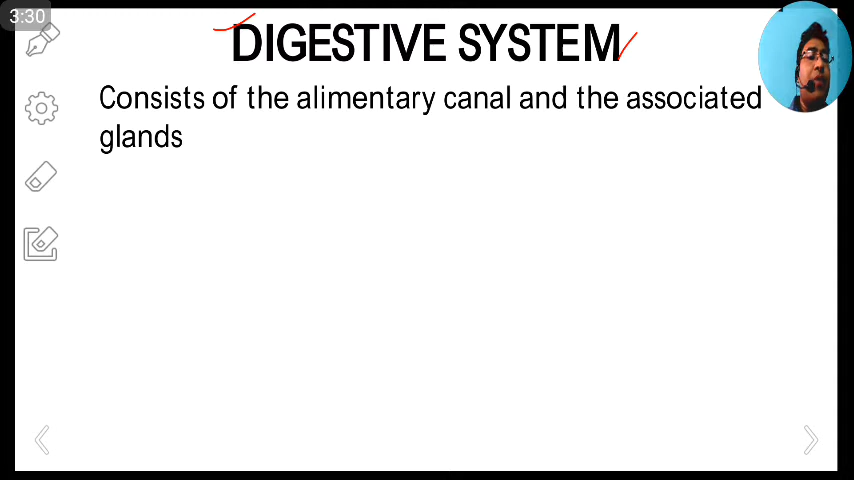 3:30
DIGESTIVE SYSTEM
Consists of the alimentary canal and the associated
glands